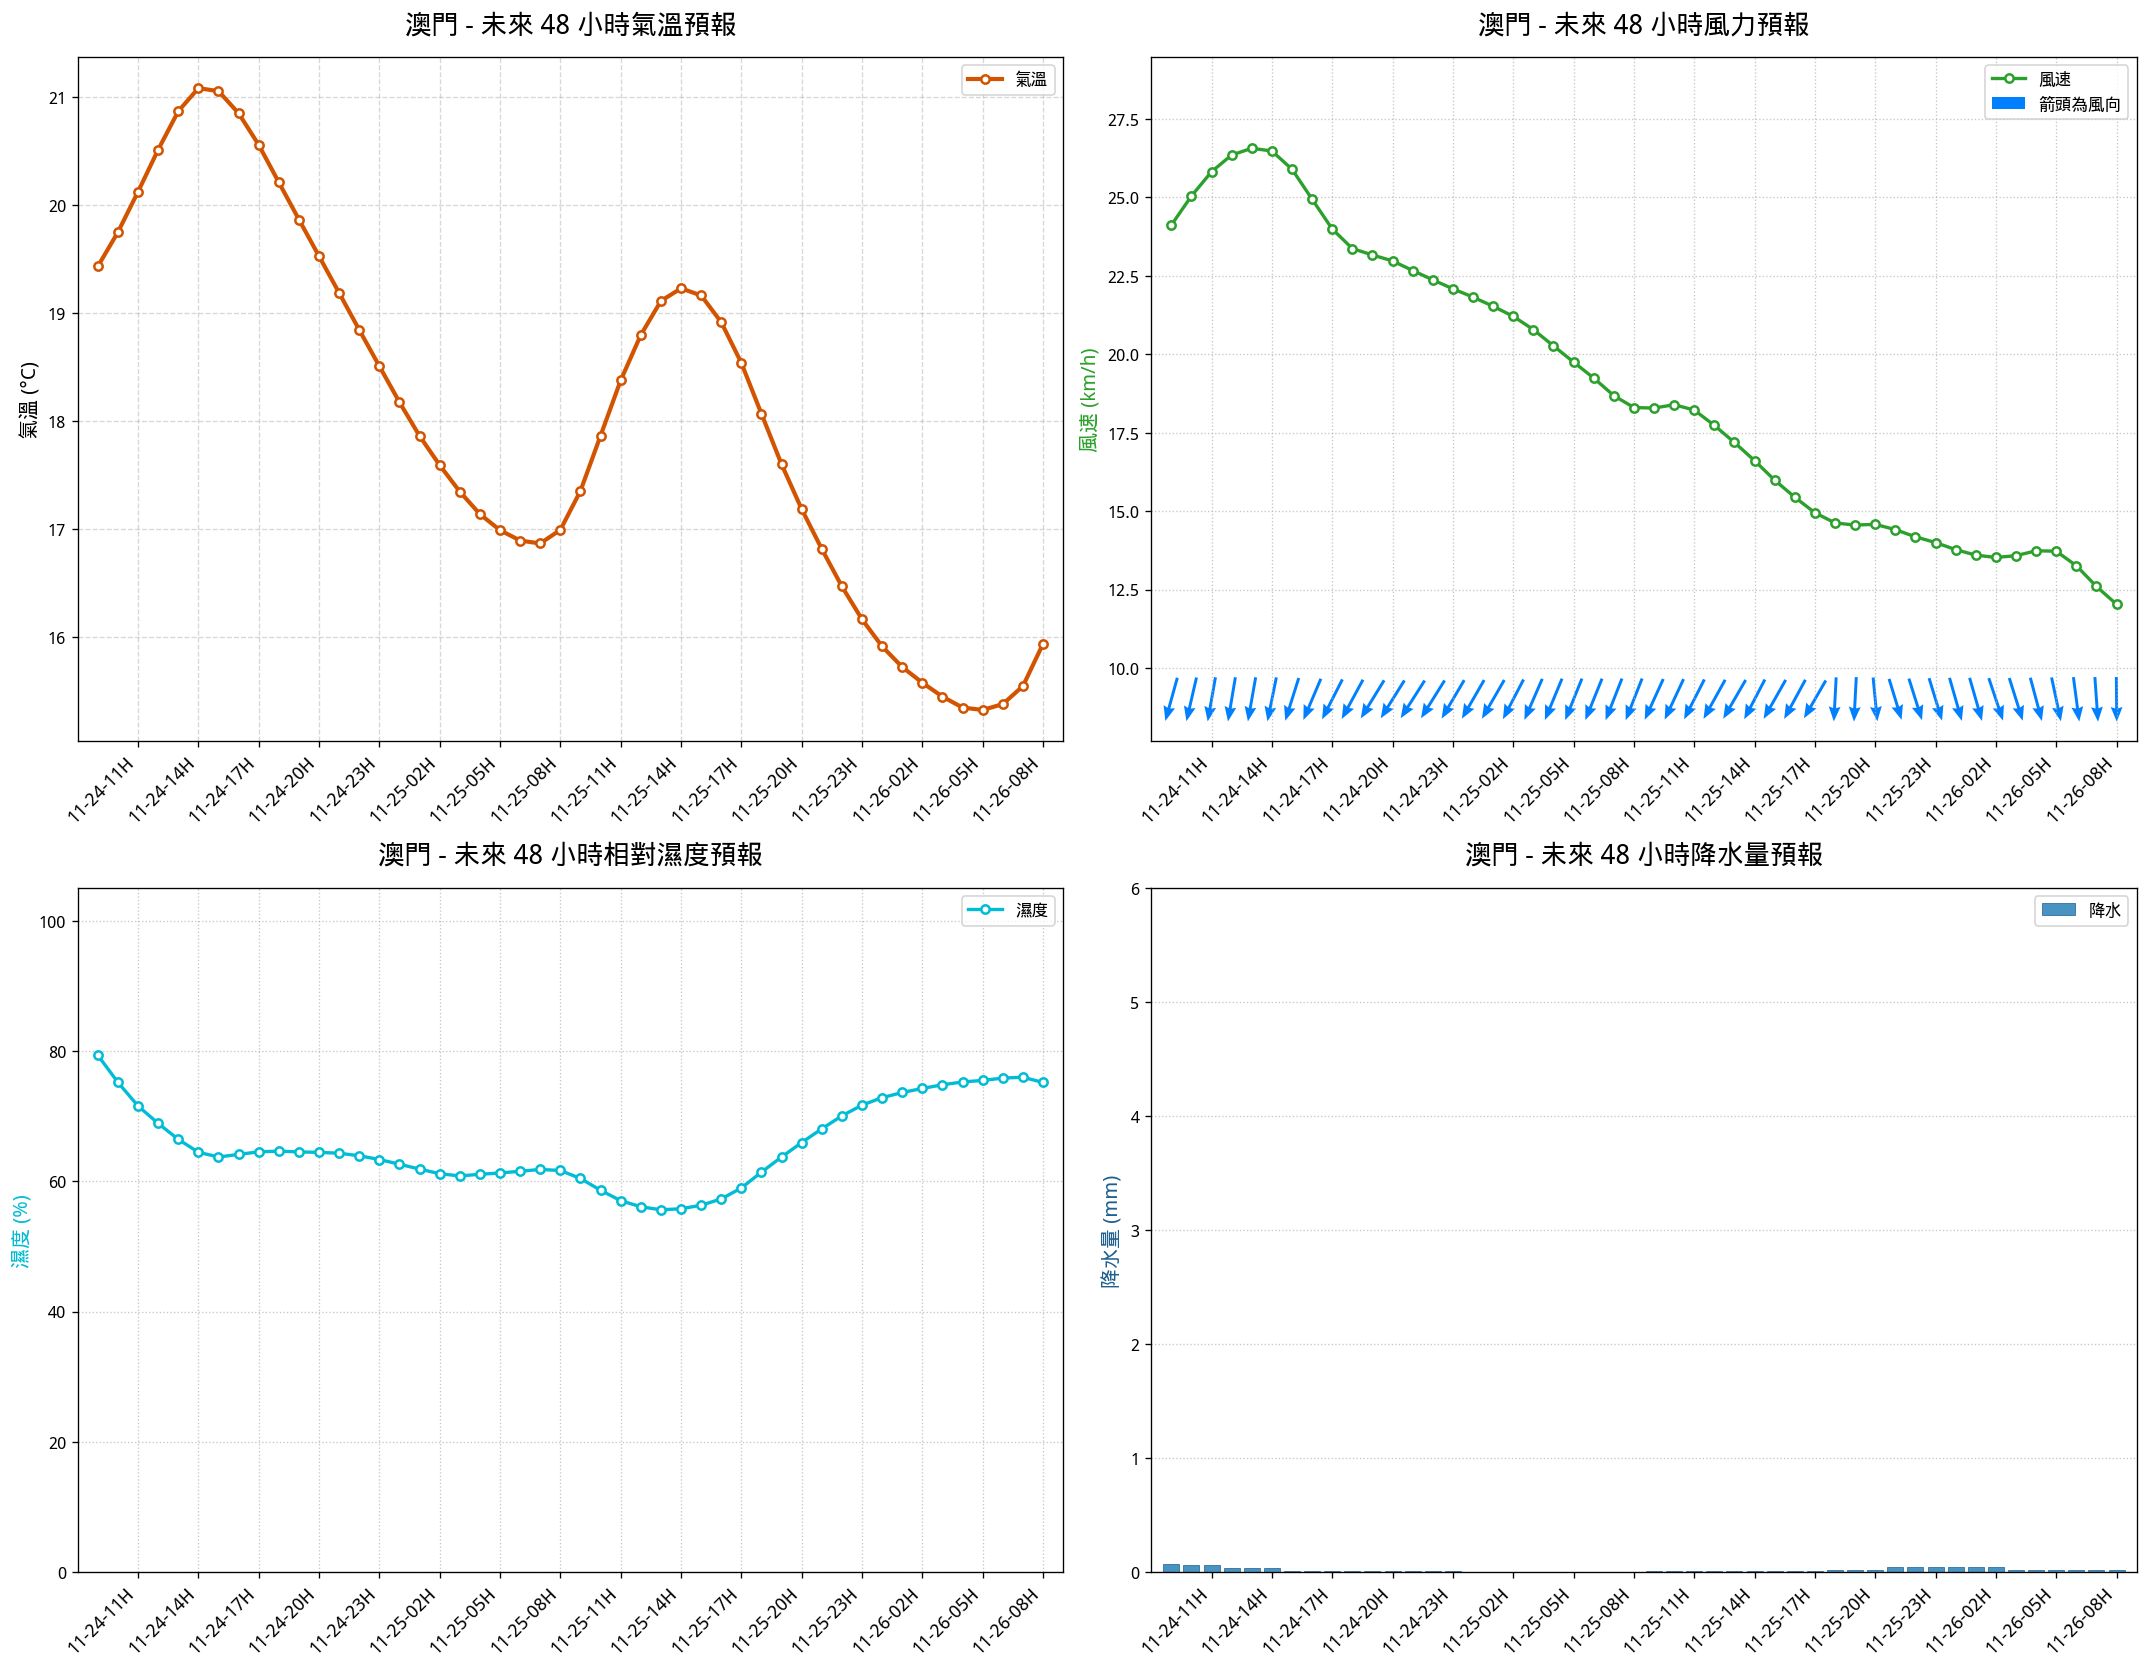 澳門 - 未來 48 小時氣溫預報
氣溫
氣溫 (°C)
21
20
19
18
17
16
11-24-11H
11-24-14H
11-24-17H
11-24-20H
11-24-23H
11-25-02H
11-25-05H
11-25-08H
11-25-11H
11-25-14H
11-25-17H
11-25-20H
11-25-23H
11-26-02H
11-26-05H
11-26-08H
澳門 - 未來 48 小時風力預報
風速
箭頭為風向
風速 (km/h)
27.5
25.0
22.5
20.0
17.5
15.0
12.5
10.0
11-24-11H
11-24-14H
11-24-17H
11-24-20H
11-24-23H
11-25-02H
11-25-05H
11-25-08H
11-25-11H
11-25-14H
11-25-17H
11-25-20H
11-25-23H
11-26-02H
11-26-05H
11-26-08H
澳門 - 未來 48 小時相對濕度預報
濕度
濕度 (%)
100
80
60
40
20
0
11-24-11H
11-24-14H
11-24-17H
11-24-20H
11-24-23H
11-25-02H
11-25-05H
11-25-08H
11-25-11H
11-25-14H
11-25-17H
11-25-20H
11-25-23H
11-26-02H
11-26-05H
11-26-08H
澳門 - 未來 48 小時降水量預報
降水
降水量 (mm)
6
5
4
3
2
1
0
11-24-11H
11-24-14H
11-24-17H
11-24-20H
11-24-23H
11-25-02H
11-25-05H
11-25-08H
11-25-11H
11-25-14H
11-25-17H
11-25-20H
11-25-23H
11-26-02H
11-26-05H
11-26-08H